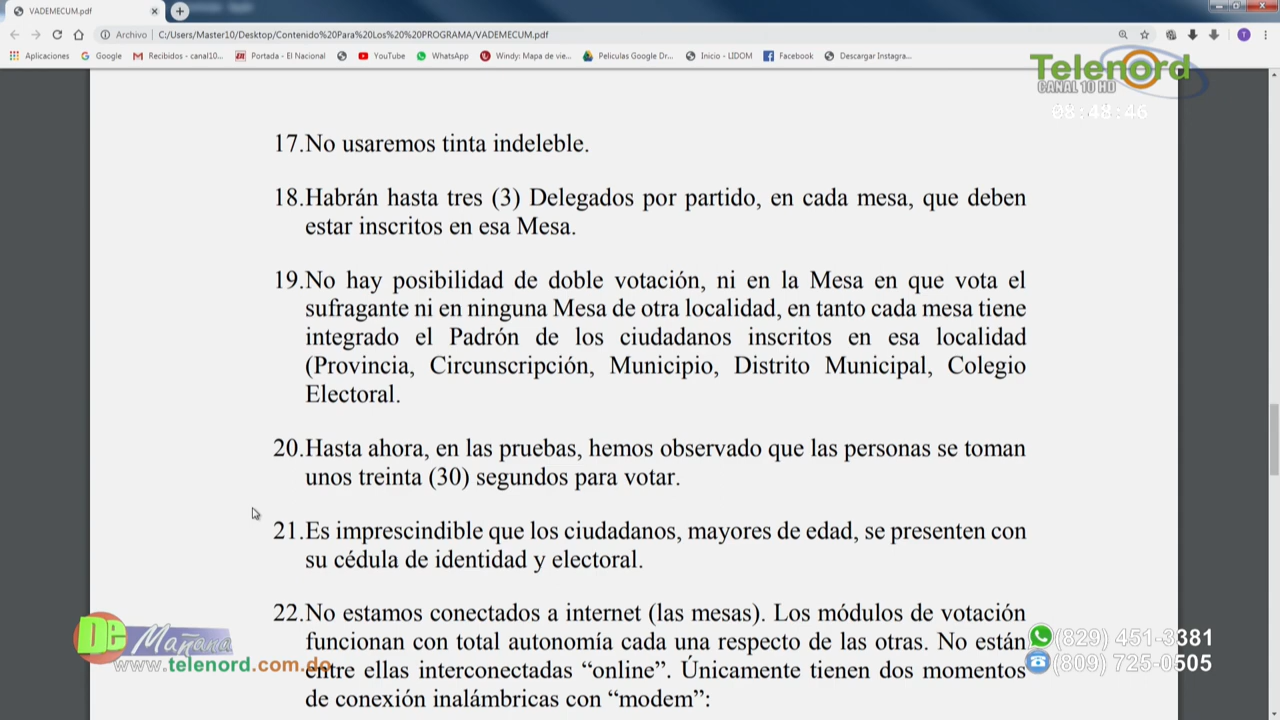 VADEMECUM.pdf
Archivo | C:/Users/Master10/Desktop/Contenido%20Para%20Los%20%20PROGRAMA/VADEMECUM.pdf
Aplicaciones Google Recibidos - canal10... Portada - El Nacional YouTube WhatsApp Windy: Mapa de vie... Peliculas Google Dr... Inicio - LIDOM Facebook Descargar Instagra...
Telenord
CANAL 10 HD
08:48:46
17.No usaremos tinta indeleble.
18.Habrán hasta tres (3) Delegados por partido, en cada mesa, que deben
estar inscritos en esa Mesa.
19.No hay posibilidad de doble votación, ni en la Mesa en que vota el
sufragante ni en ninguna Mesa de otra localidad, en tanto cada mesa tiene
integrado el Padrón de los ciudadanos inscritos en esa localidad
(Provincia, Circunscripción, Municipio, Distrito Municipal, Colegio
Electoral.
20.Hasta ahora, en las pruebas, hemos observado que las personas se toman
unos treinta (30) segundos para votar.
21.Es imprescindible que los ciudadanos, mayores de edad, se presenten con
su cédula de identidad y electoral.
22.No estamos conectados a internet (las mesas). Los módulos de votación
funcionan con total autonomía cada una respecto de las otras. No están
entre ellas interconectadas “online”. Únicamente tienen dos momentos
de conexión inalámbricas con “modem”:
De Mañana
www.telenord.com.do
(829) 451-3381
(809) 725-0505